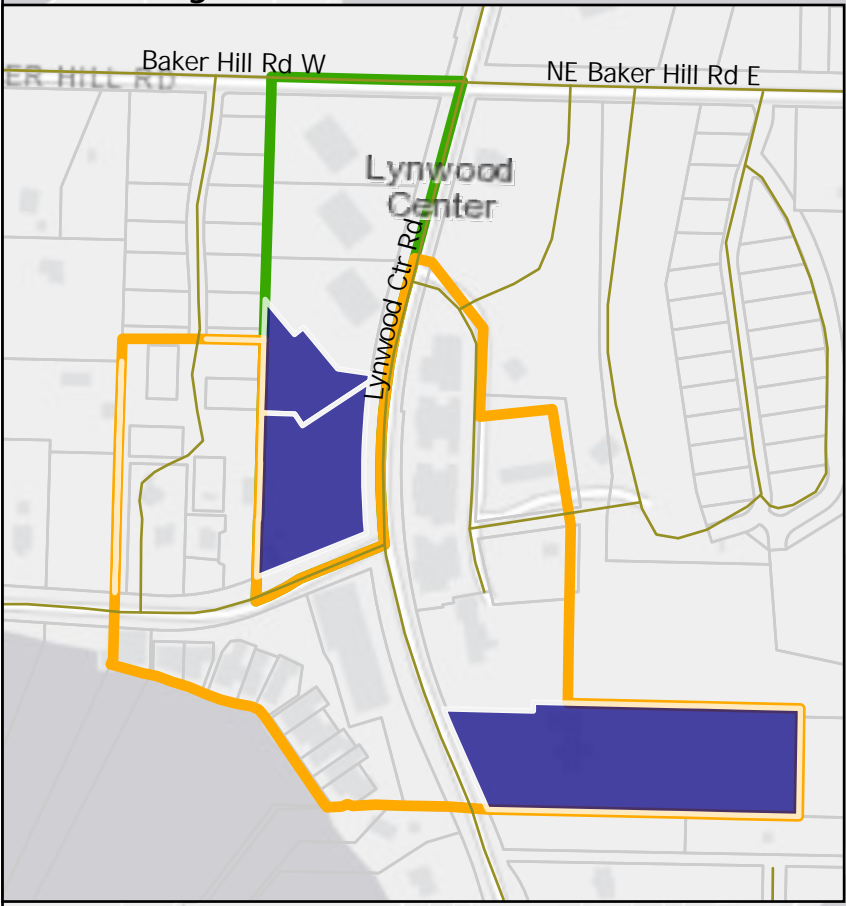 Baker Hill Rd W
NE Baker Hill Rd E
ER HILL RD
Lynwood
Center
Lynwood Ctr Rd